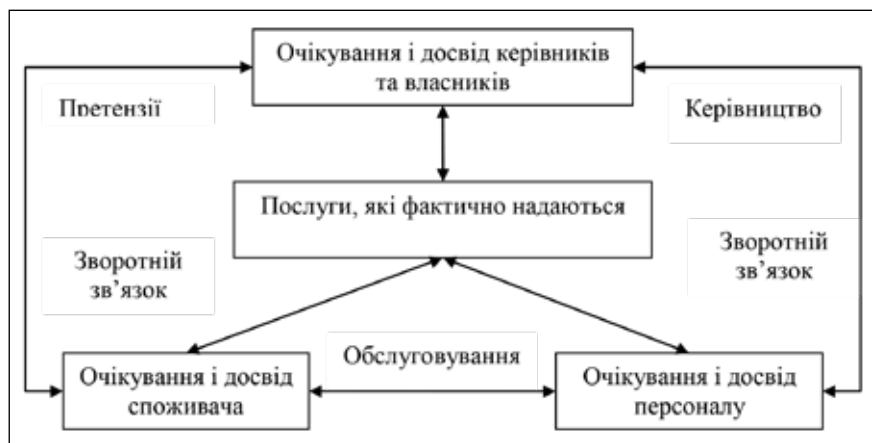 Очікування і досвід керівників
та власників
Претензії
Керівництво
Послуги, які фактично надаються
Зворотній
зв’язок
Зворотній
зв’язок
Обслуговування
Очікування і досвід
споживача
Очікування і досвід
персоналу